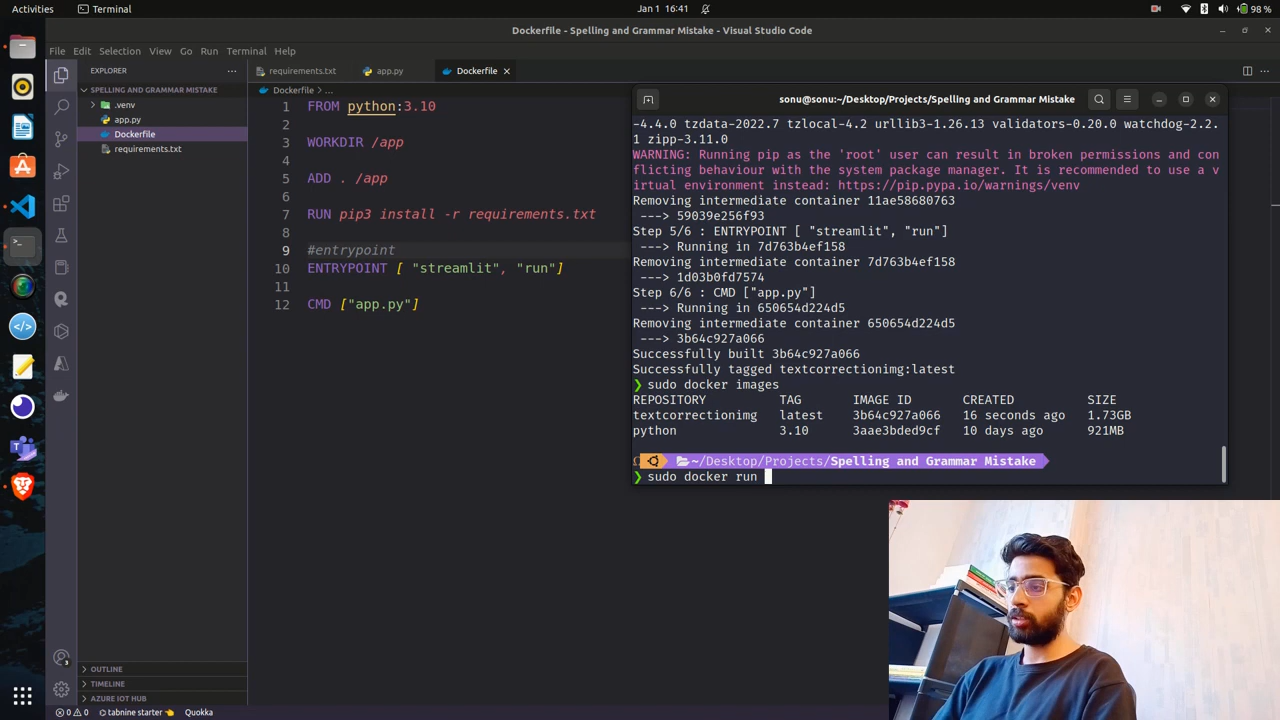 Activities
Terminal
Jan 1 16:41
98 %
Dockerfile - Spelling and Grammar Mistake - Visual Studio Code
File Edit Selection View Go Run Terminal Help
EXPLORER
requirements.txt
app.py
Dockerfile
SPELLING AND GRAMMAR MISTAKE
.venv
app.py
Dockerfile
requirements.txt
OUTLINE
TIMELINE
AZURE IOT HUB
Dockerfile > ...
1 FROM python:3.10
2
3 WORKDIR /app
4
5 ADD . /app
6
7 RUN pip3 install -r requirements.txt
8
9 #entrypoint
10 ENTRYPOINT [ "streamlit", "run"]
11
12 CMD ["app.py"]
sonu@sonu:~/Desktop/Projects/Spelling and Grammar Mistake
-4.4.0 tzdata-2022.7 tzlocal-4.2 urllib3-1.26.13 validators-0.20.0 watchdog-2.2.
1 zipp-3.11.0
WARNING: Running pip as the 'root' user can result in broken permissions and con
flicting behaviour with the system package manager. It is recommended to use a v
irtual environment instead: https://pip.pypa.io/warnings/venv
Removing intermediate container 11ae58680763
---> 59039e256f93
Step 5/6 : ENTRYPOINT [ "streamlit", "run"]
---> Running in 7d763b4ef158
Removing intermediate container 7d763b4ef158
---> 1d03b0fd7574
Step 6/6 : CMD ["app.py"]
---> Running in 650654d224d5
Removing intermediate container 650654d224d5
---> 3b64c927a066
Successfully built 3b64c927a066
Successfully tagged textcorrectionimg:latest
❯ sudo docker images
REPOSITORY TAG IMAGE ID CREATED SIZE
textcorrectionimg latest 3b64c927a066 16 seconds ago 1.73GB
python 3.10 3aae3bded9cf 10 days ago 921MB
~/Desktop/Projects/Spelling and Grammar Mistake
❯ sudo docker run
0 0 tabnine starter Quokka